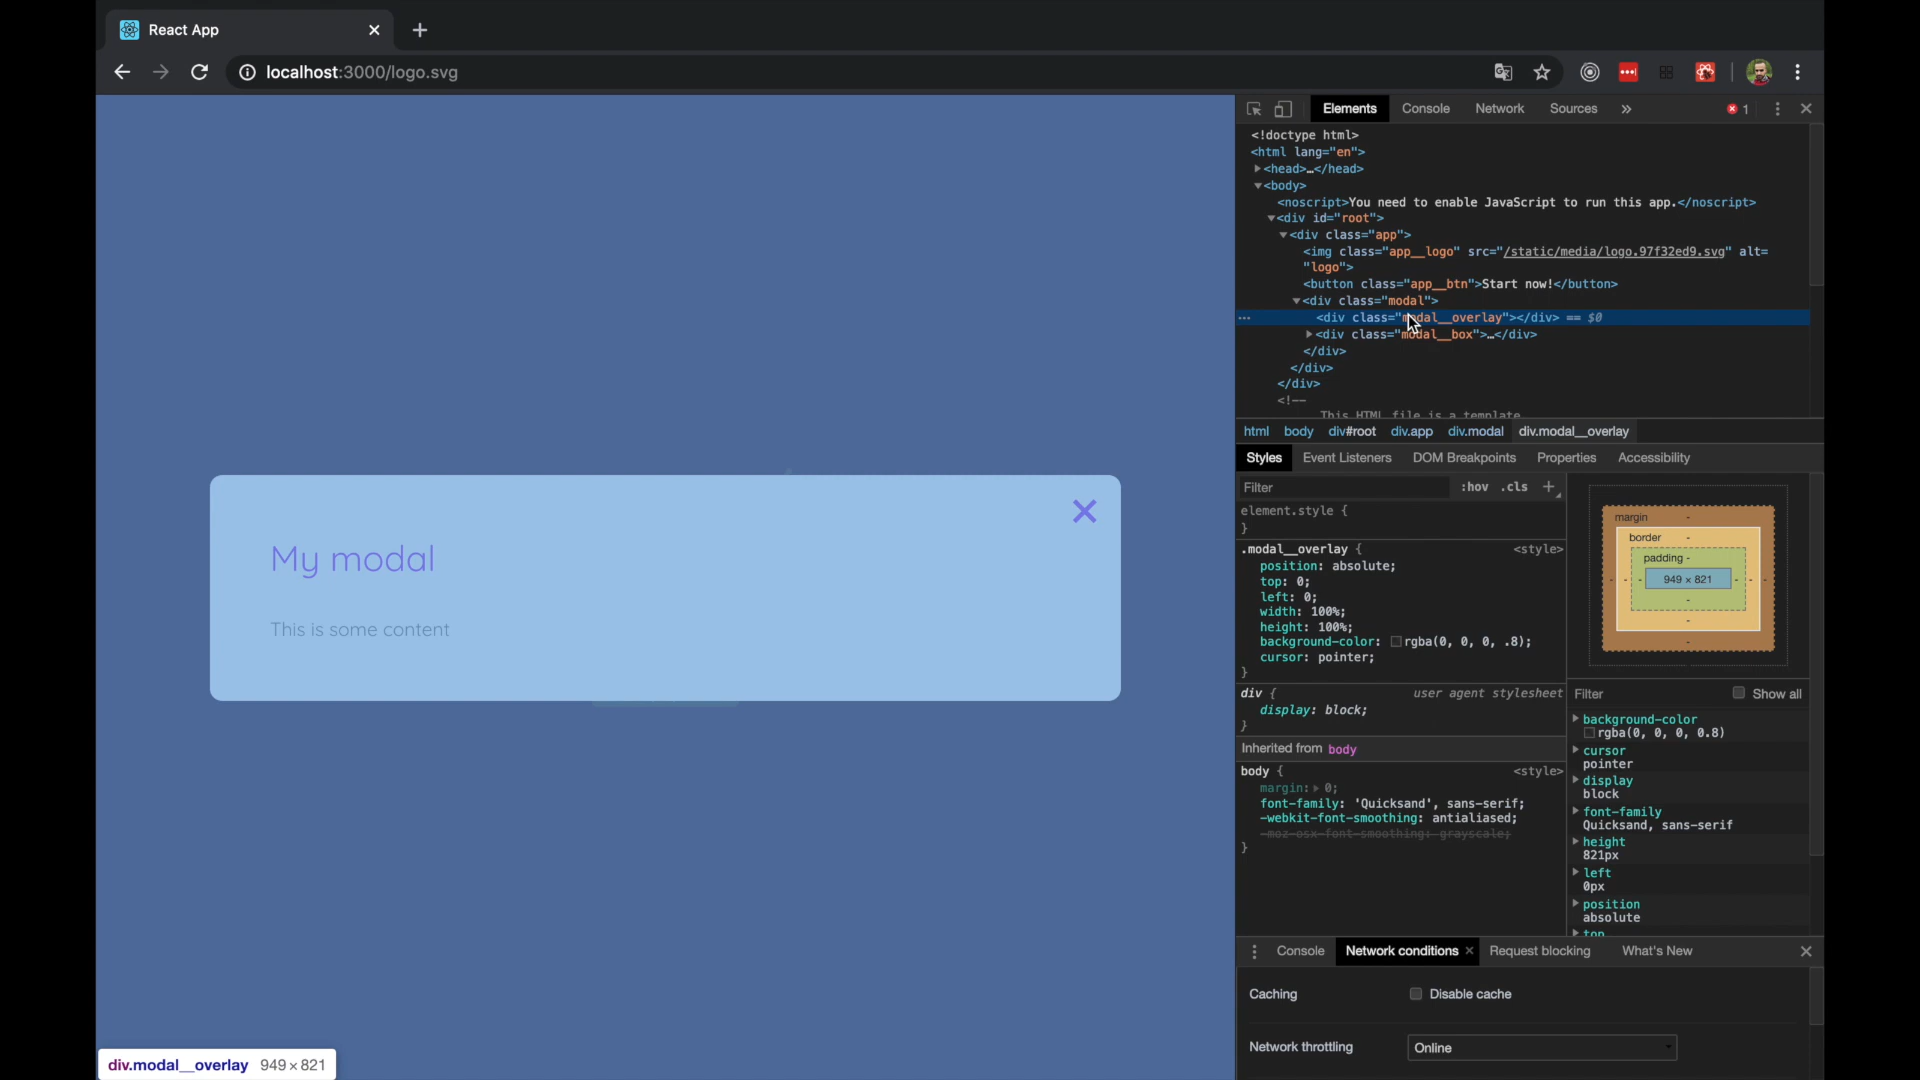 React App
localhost:3000/logo.svg
My modal
This is some content
div.modal__overlay 949 × 821
Elements Console Network Sources » 1
<!doctype html>
<html lang="en">
<head>…</head>
<body>
<noscript>You need to enable JavaScript to run this app.</noscript>
<div id="root">
<div class="app">
<img class="app__logo" src="/static/media/logo.97f32ed9.svg" alt=
"logo">
<button class="app__btn">Start now!</button>
<div class="modal">
… <div class="modal__overlay"></div> == $0
<div class="modal__box">…</div>
</div>
</div>
</div>
<!--
This HTML file is a template
html body div#root div.app div.modal div.modal__overlay
Styles Event Listeners DOM Breakpoints Properties Accessibility
Filter :hov .cls +
element.style {
}
.modal__overlay { <style>
position: absolute;
top: 0;
left: 0;
width: 100%;
height: 100%;
background-color: rgba(0, 0, 0, .8);
cursor: pointer;
}
div { user agent stylesheet
display: block;
}
Inherited from body
body { <style>
margin: 0;
font-family: 'Quicksand', sans-serif;
-webkit-font-smoothing: antialiased;
-moz-osx-font-smoothing: grayscale;
}
margin -
border -
padding -
- - - 949 × 821 - - -
-
-
-
Filter Show all
background-color
rgba(0, 0, 0, 0.8)
cursor
pointer
display
block
font-family
Quicksand, sans-serif
height
821px
left
0px
position
absolute
top
Console Network conditions × Request blocking What's New
Caching Disable cache
Network throttling Online